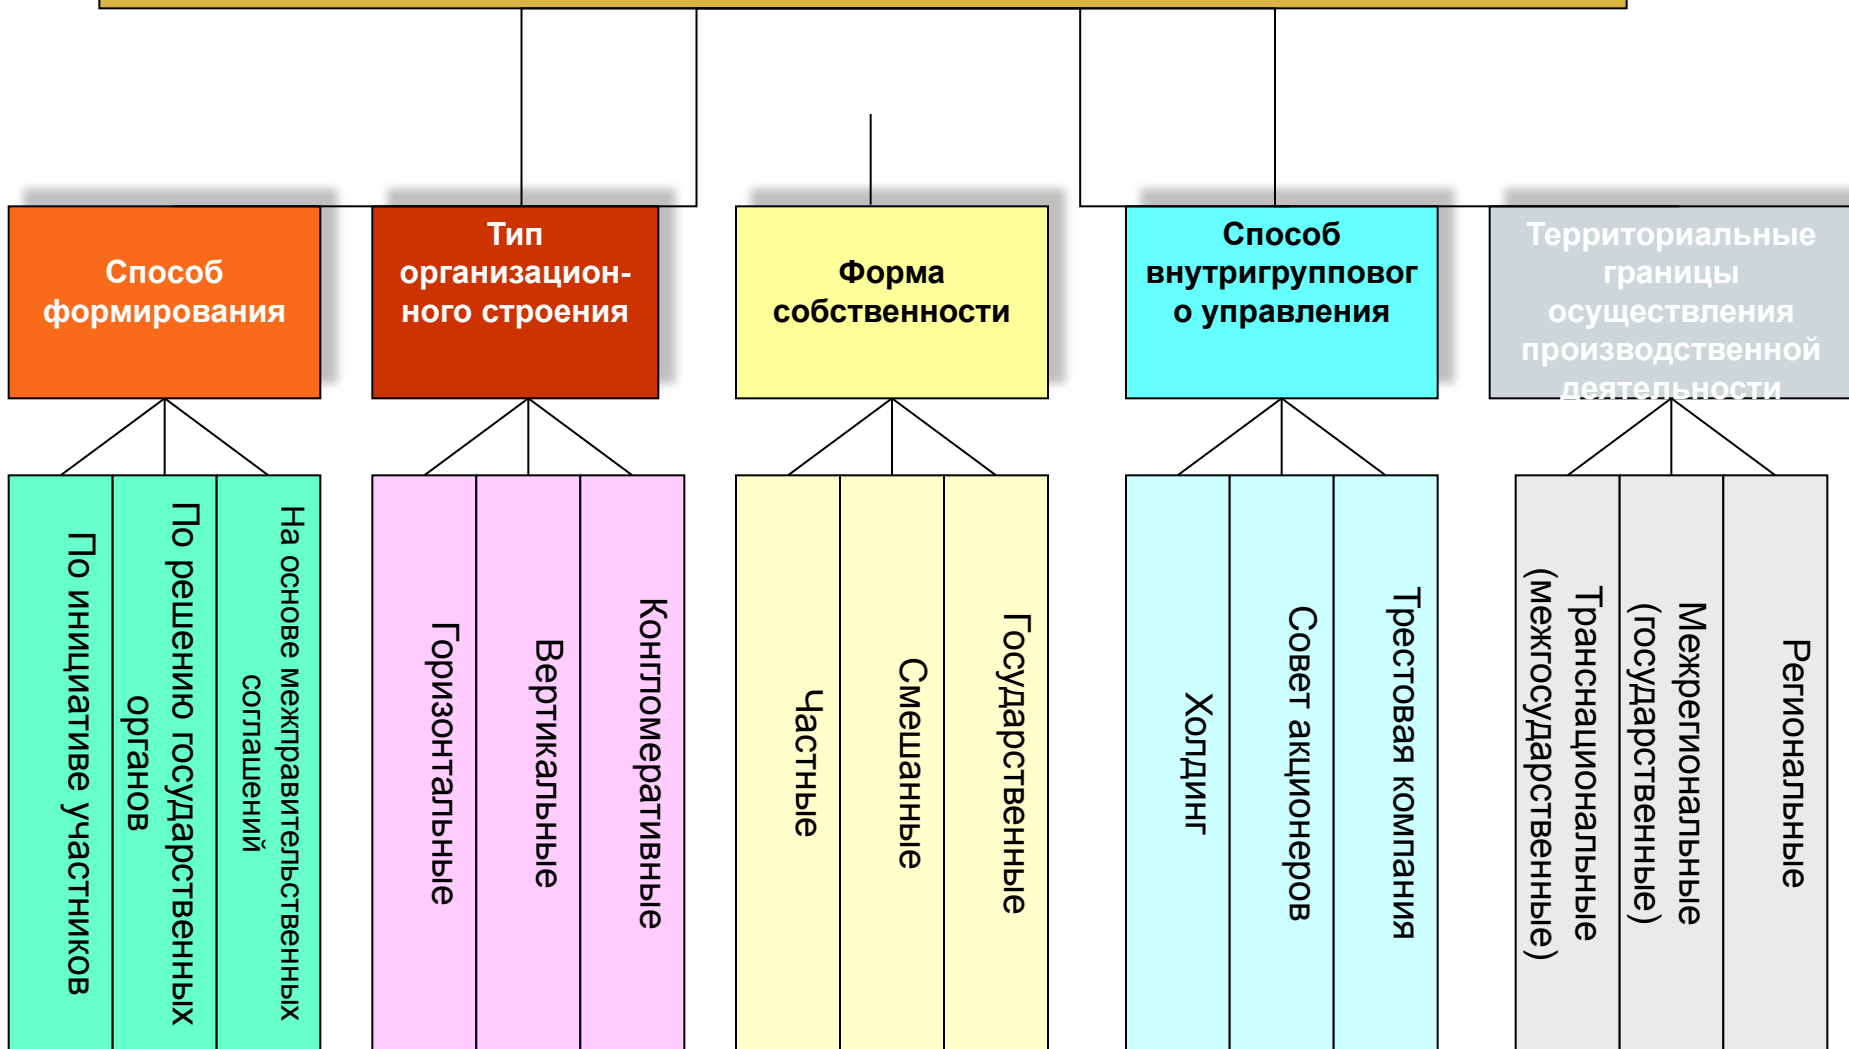 Способ
формирования
Тип
организацион-
ного строения
Форма
собственности
Способ
внутригрупповог
о управления
Территориальные
границы
осуществления
производственной
деятельности
По инициативе участников
По решению государственных
органов
На основе межправительственных
соглашений
Горизонтальные
Вертикальные
Конгломеративные
Частные
Смешанные
Государственные
Холдинг
Совет акционеров
Трестовая компания
Транснациональные
(межгосударственные)
Межрегиональные
(государственные)
Региональные